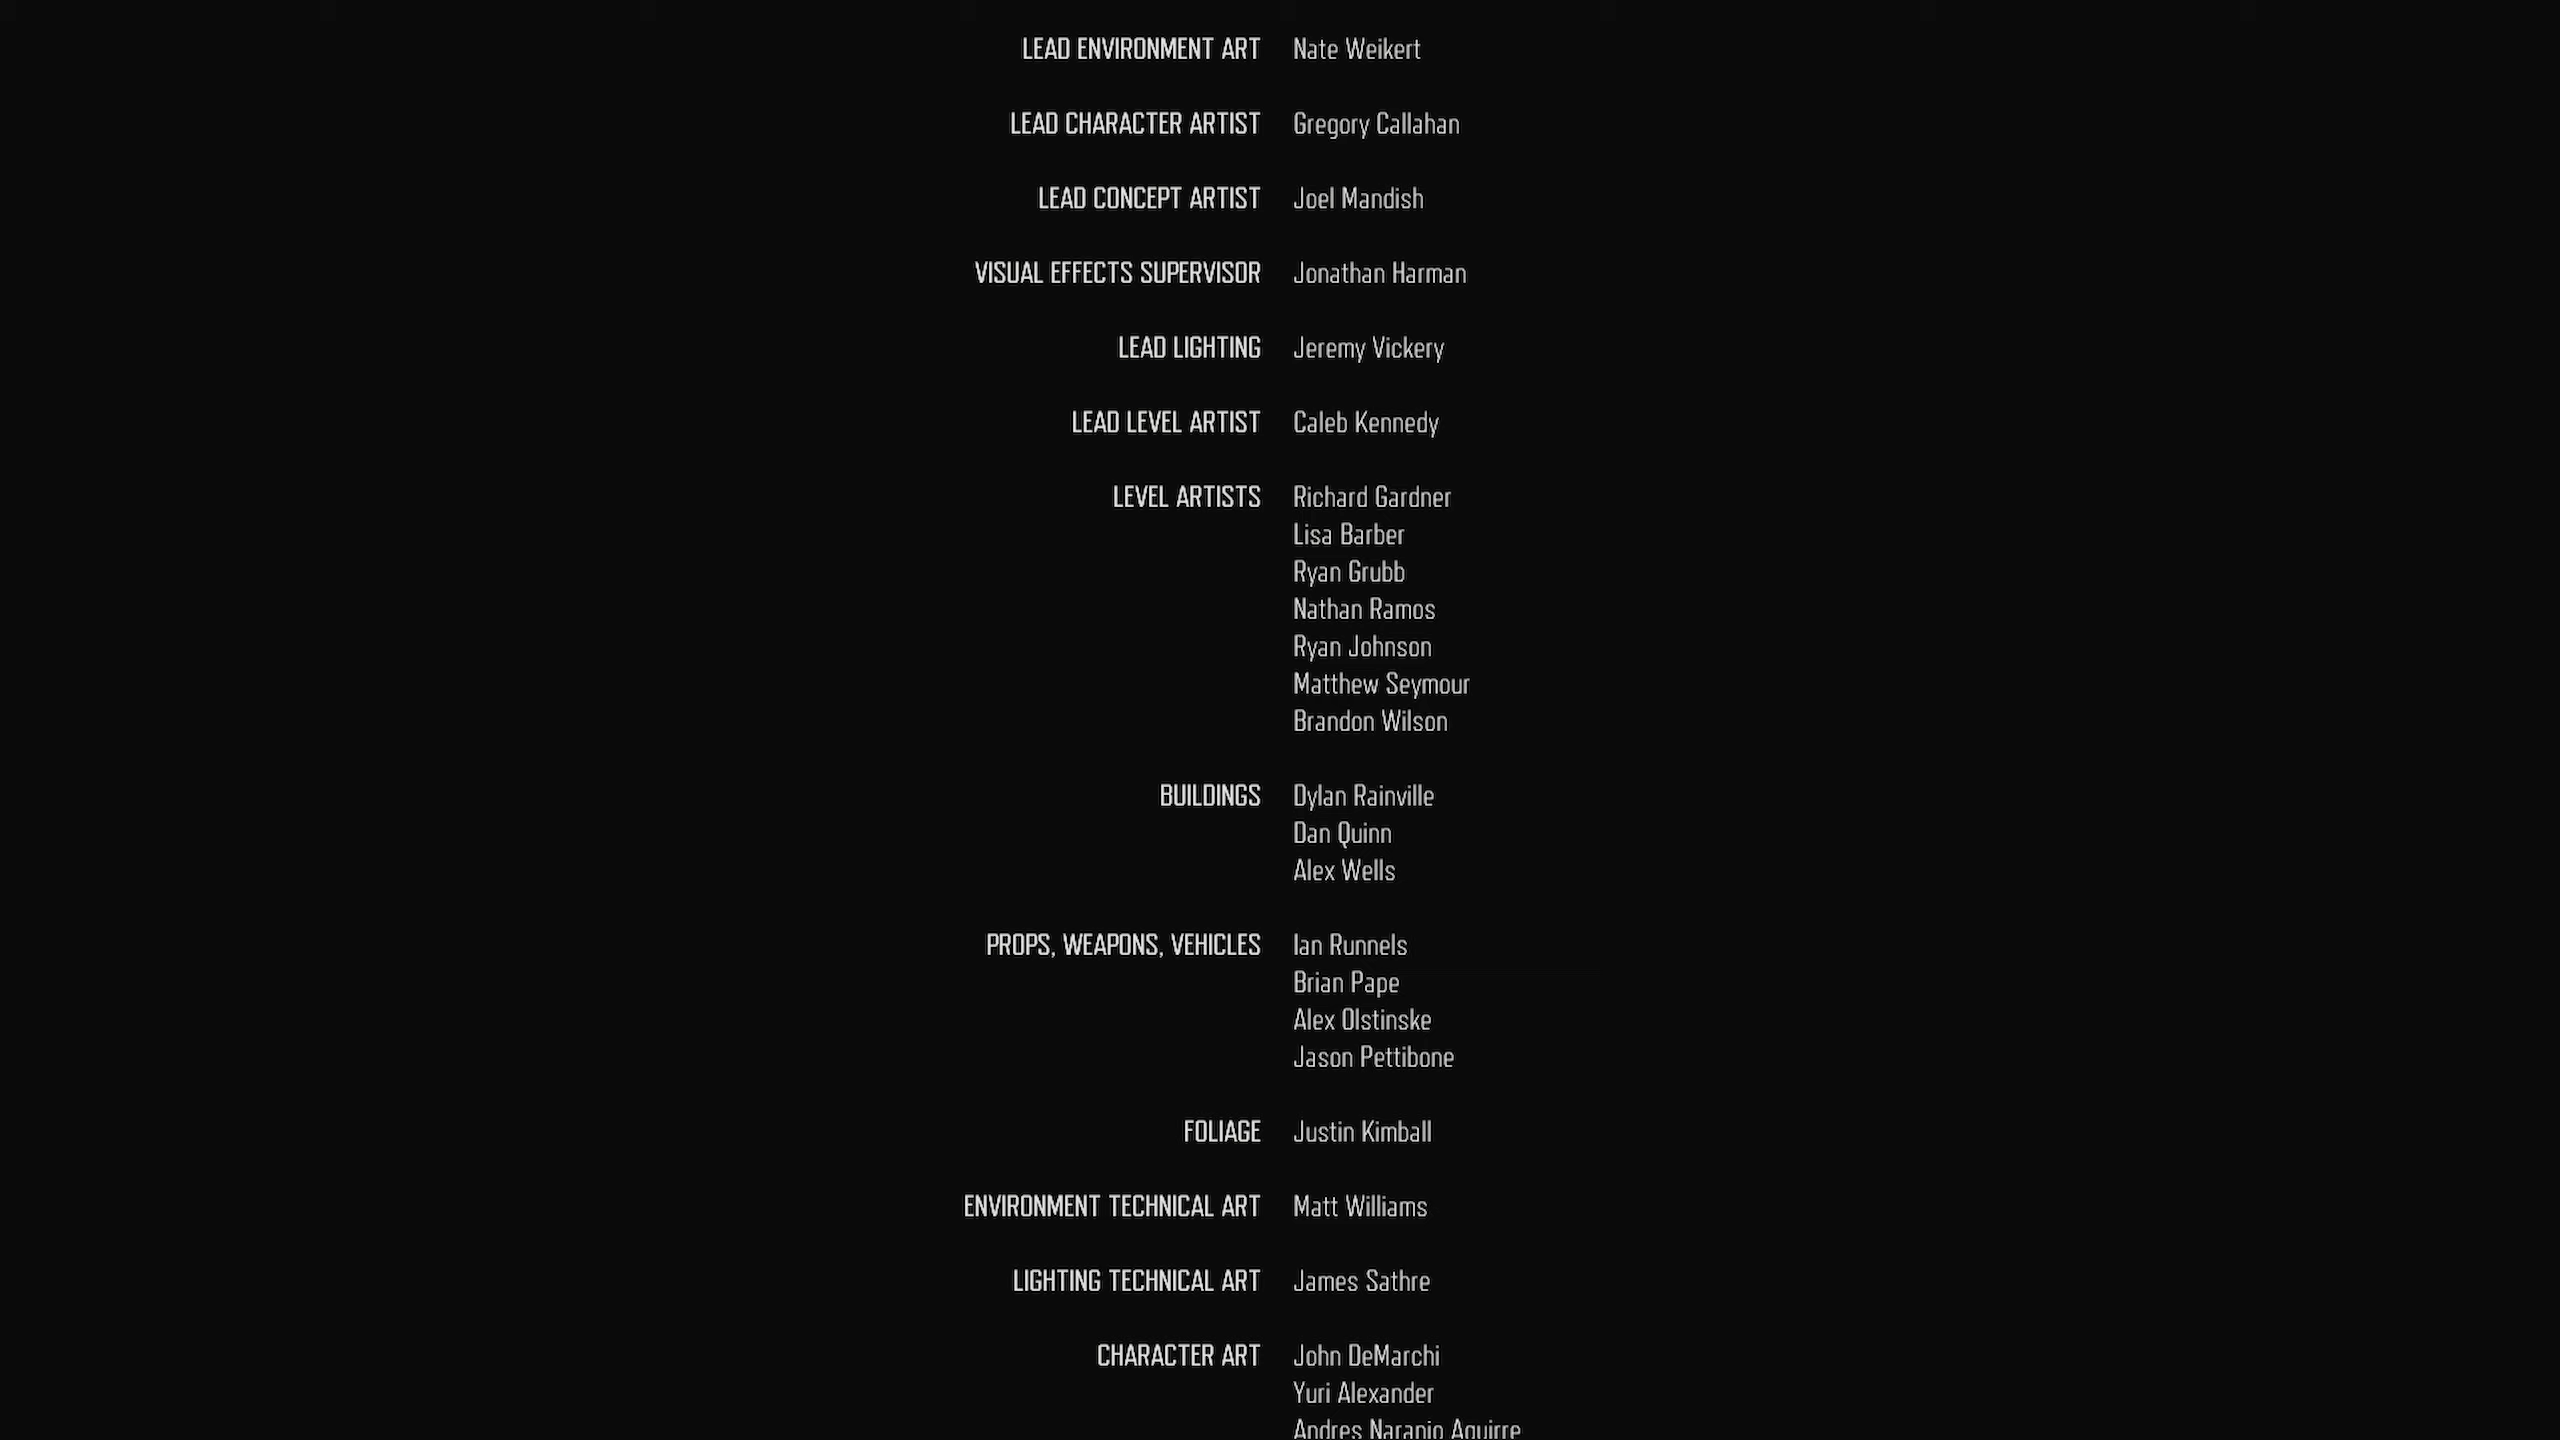 LEAD ENVIRONMENT ART Nate Weikert
LEAD CHARACTER ARTIST Gregory Callahan
LEAD CONCEPT ARTIST Joel Mandish
VISUAL EFFECTS SUPERVISOR Jonathan Harman
LEAD LIGHTING Jeremy Vickery
LEAD LEVEL ARTIST Caleb Kennedy
LEVEL ARTISTS Richard Gardner
Lisa Barber
Ryan Grubb
Nathan Ramos
Ryan Johnson
Matthew Seymour
Brandon Wilson
BUILDINGS Dylan Rainville
Dan Quinn
Alex Wells
PROPS, WEAPONS, VEHICLES Ian Runnels
Brian Pape
Alex Olstinske
Jason Pettibone
FOLIAGE Justin Kimball
ENVIRONMENT TECHNICAL ART Matt Williams
LIGHTING TECHNICAL ART James Sathre
CHARACTER ART John DeMarchi
Yuri Alexander
Andres Naranjo Aguirre